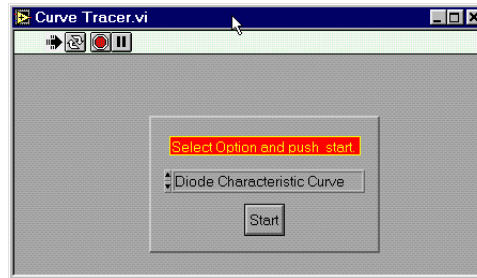 Curve Tracer.vi
Select Option and push start.
Diode Characteristic Curve
Start